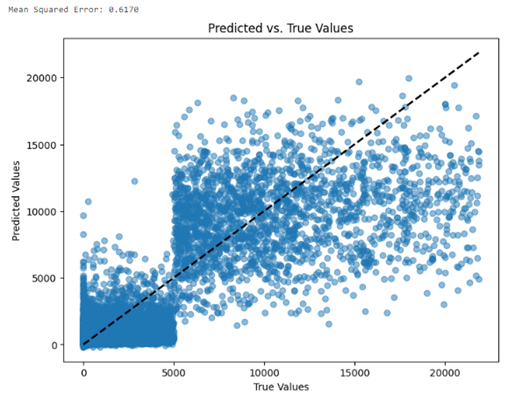 Mean Squared Error: 0.6170
Predicted vs. True Values
20000
15000
10000
5000
0
Predicted Values
0 5000 10000 15000 20000
True Values